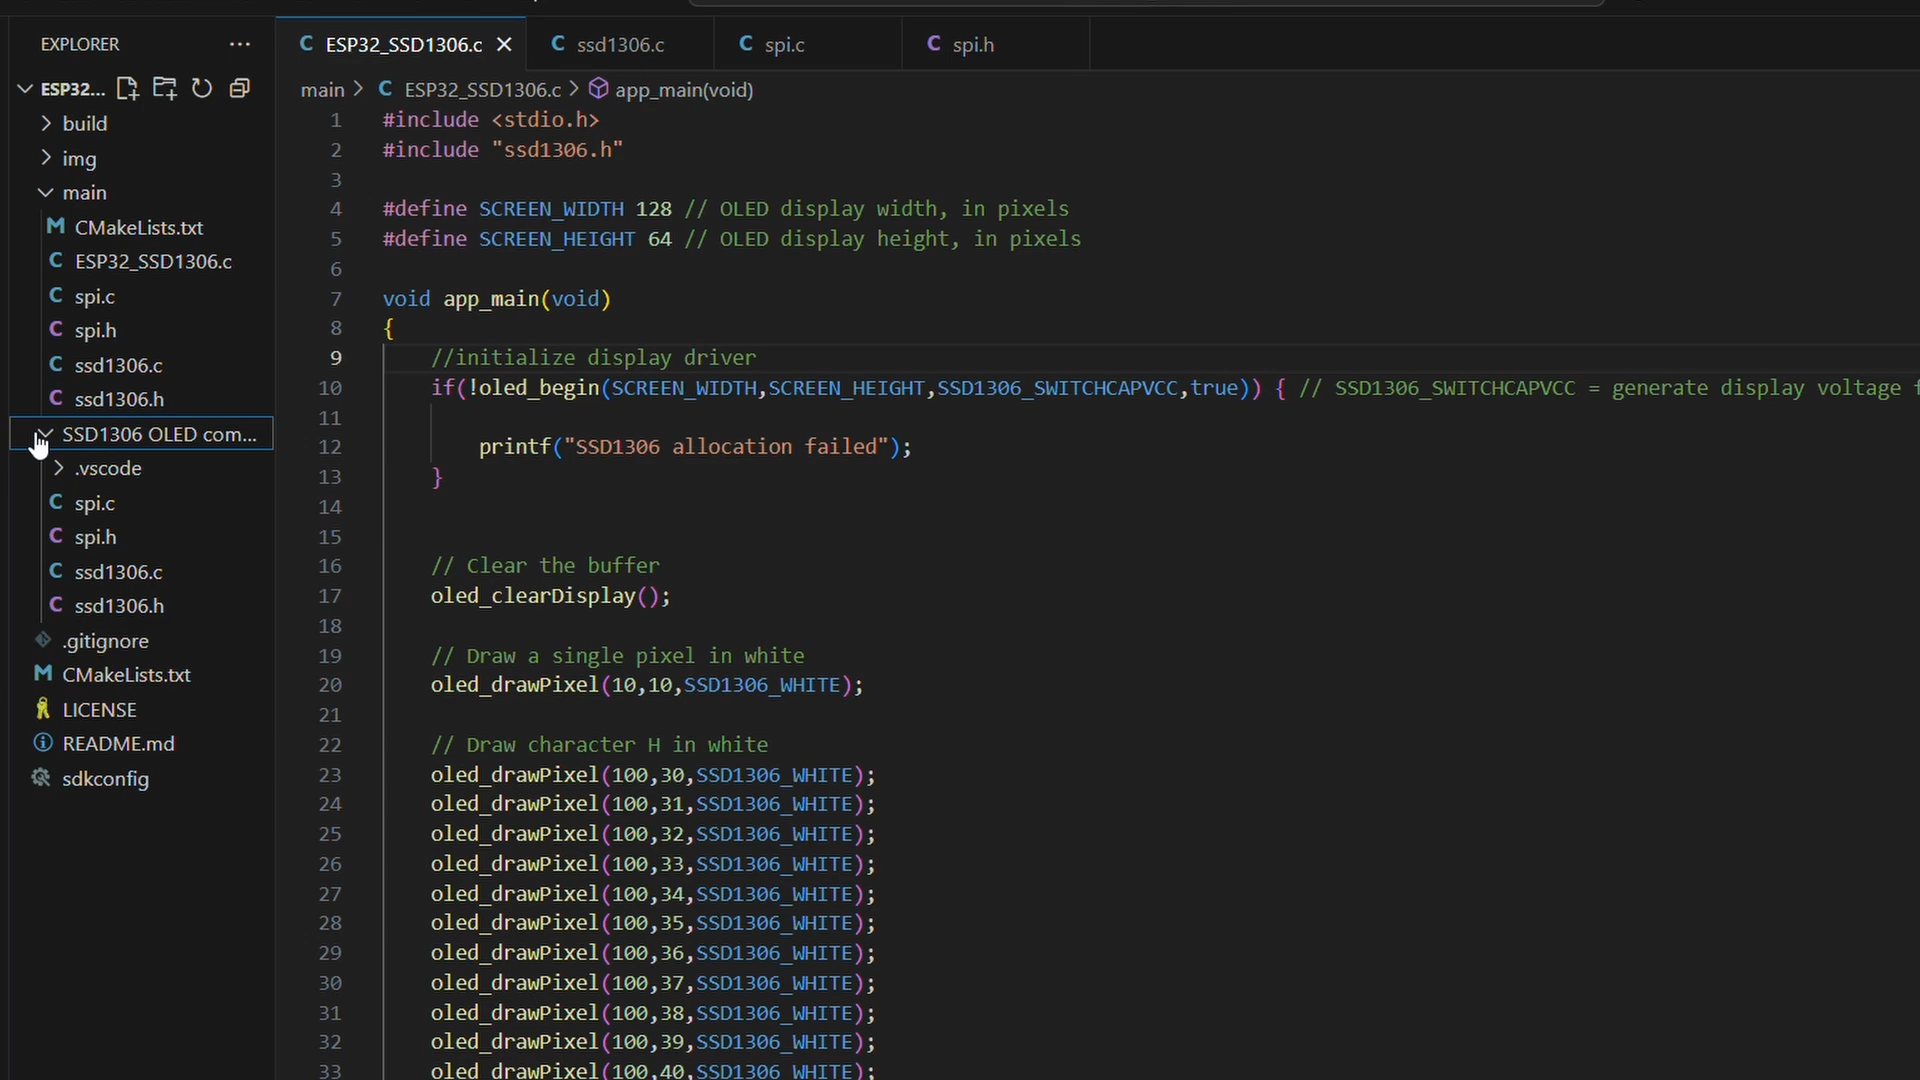 EXPLORER
ESP32...
build
img
main
CMakeLists.txt
ESP32_SSD1306.c
spi.c
spi.h
ssd1306.c
ssd1306.h
SSD1306 OLED com...
.vscode
spi.c
spi.h
ssd1306.c
ssd1306.h
.gitignore
CMakeLists.txt
LICENSE
README.md
sdkconfig
C ESP32_SSD1306.c C ssd1306.c C spi.c C spi.h
main > C ESP32_SSD1306.c > app_main(void)
1 #include <stdio.h>
2 #include "ssd1306.h"
3
4 #define SCREEN_WIDTH 128 // OLED display width, in pixels
5 #define SCREEN_HEIGHT 64 // OLED display height, in pixels
6
7 void app_main(void)
8 {
9 //initialize display driver
10 if(!oled_begin(SCREEN_WIDTH,SCREEN_HEIGHT,SSD1306_SWITCHCAPVCC,true)) { // SSD1306_SWITCHCAPVCC = generate display voltage f
11
12 printf("SSD1306 allocation failed");
13 }
14
15
16 // Clear the buffer
17 oled_clearDisplay();
18
19 // Draw a single pixel in white
20 oled_drawPixel(10,10,SSD1306_WHITE);
21
22 // Draw character H in white
23 oled_drawPixel(100,30,SSD1306_WHITE);
24 oled_drawPixel(100,31,SSD1306_WHITE);
25 oled_drawPixel(100,32,SSD1306_WHITE);
26 oled_drawPixel(100,33,SSD1306_WHITE);
27 oled_drawPixel(100,34,SSD1306_WHITE);
28 oled_drawPixel(100,35,SSD1306_WHITE);
29 oled_drawPixel(100,36,SSD1306_WHITE);
30 oled_drawPixel(100,37,SSD1306_WHITE);
31 oled_drawPixel(100,38,SSD1306_WHITE);
32 oled_drawPixel(100,39,SSD1306_WHITE);
33 oled_drawPixel(100,40,SSD1306_WHITE);